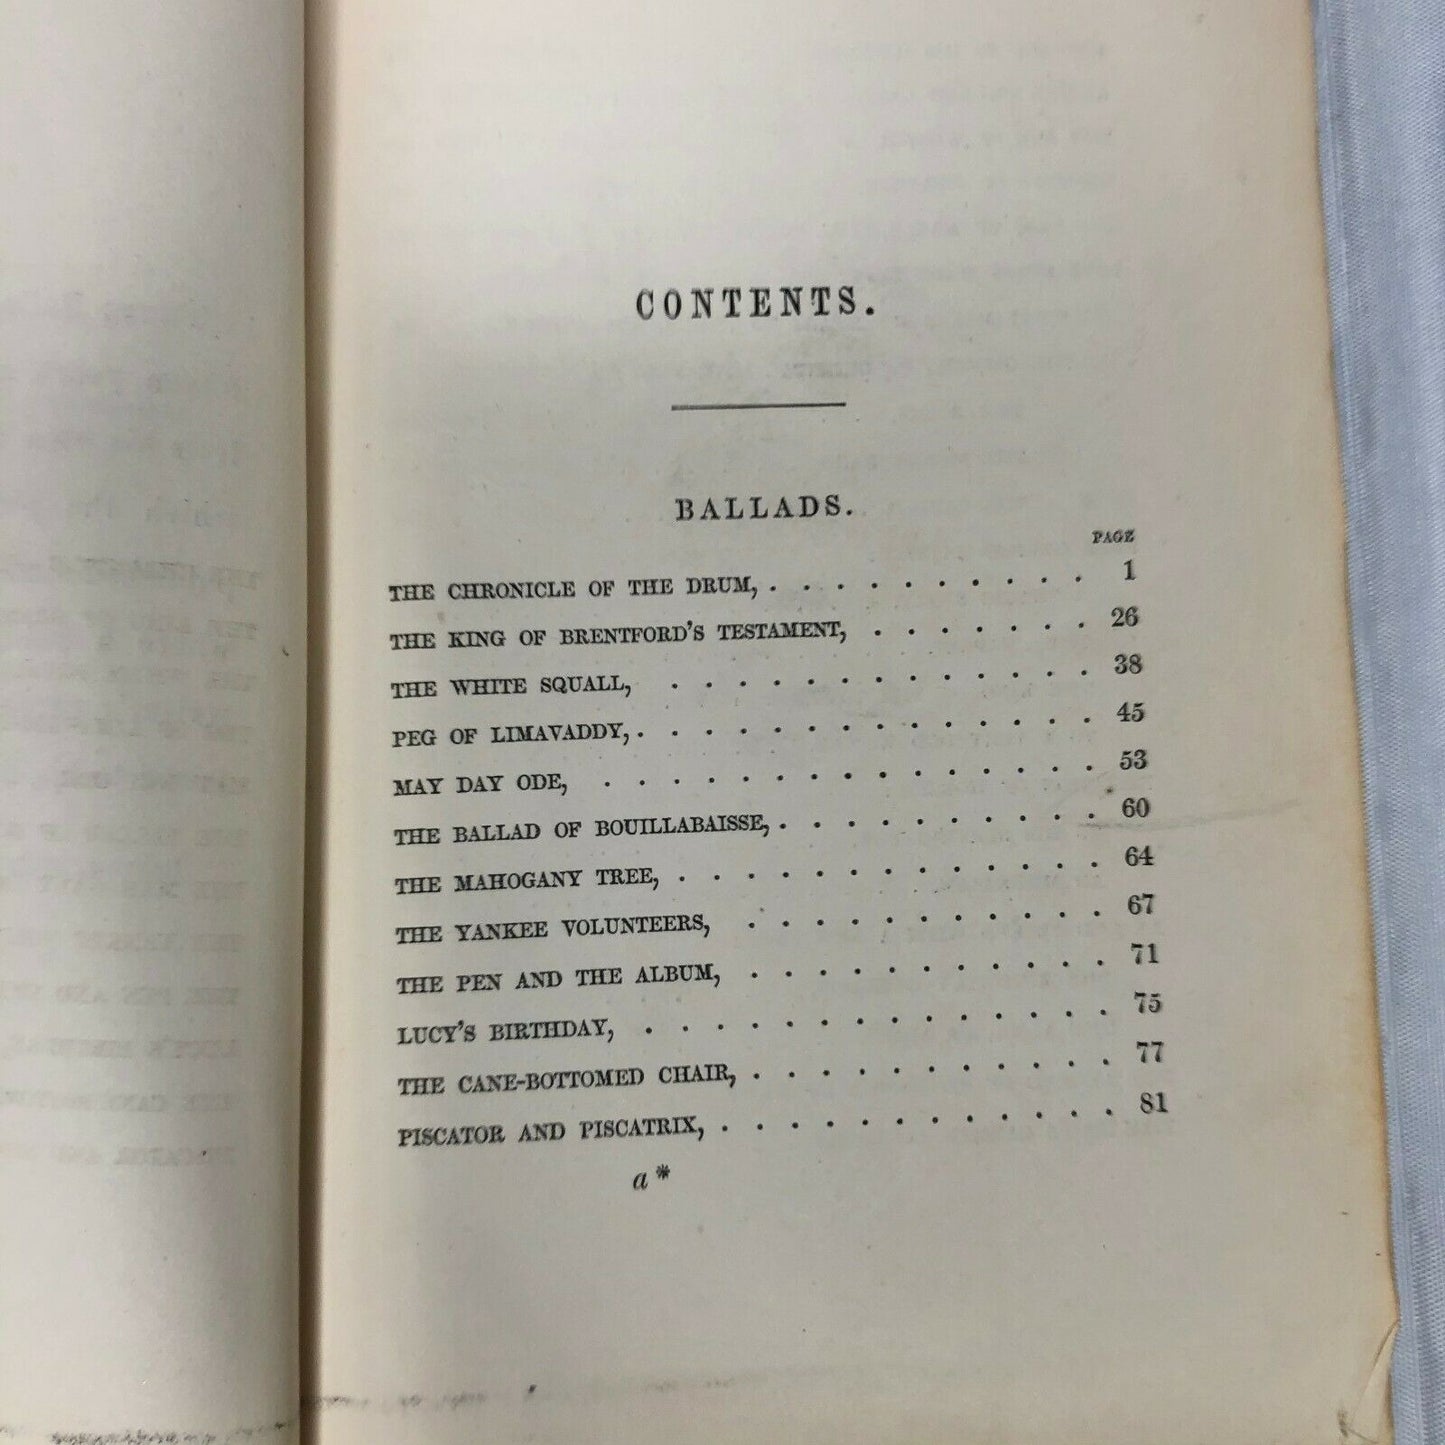 CONTENTS.
BALLADS.
PAGE
THE CHRONICLE OF THE DRUM, . . . . . . . . . . 1
THE KING OF BRENTFORD'S TESTAMENT, . . . . . . . 26
THE WHITE SQUALL, . . . . . . . . . . . . . 38
PEG OF LIMAVADDY, . . . . . . . . . . . . . . 45
MAY DAY ODE, . . . . . . . . . . . . . . . 53
THE BALLAD OF BOUILLABAISSE, . . . . . . . . . . 60
THE MAHOGANY TREE, . . . . . . . . . . . . . 64
THE YANKEE VOLUNTEERS, . . . . . . . . . . . 67
THE PEN AND THE ALBUM, . . . . . . . . . . . 71
LUCY'S BIRTHDAY, . . . . . . . . . . . . . . 75
THE CANE-BOTTOMED CHAIR, . . . . . . . . . . . 77
PISCATOR AND PISCATRIX, . . . . . . . . . . . . 81
a*